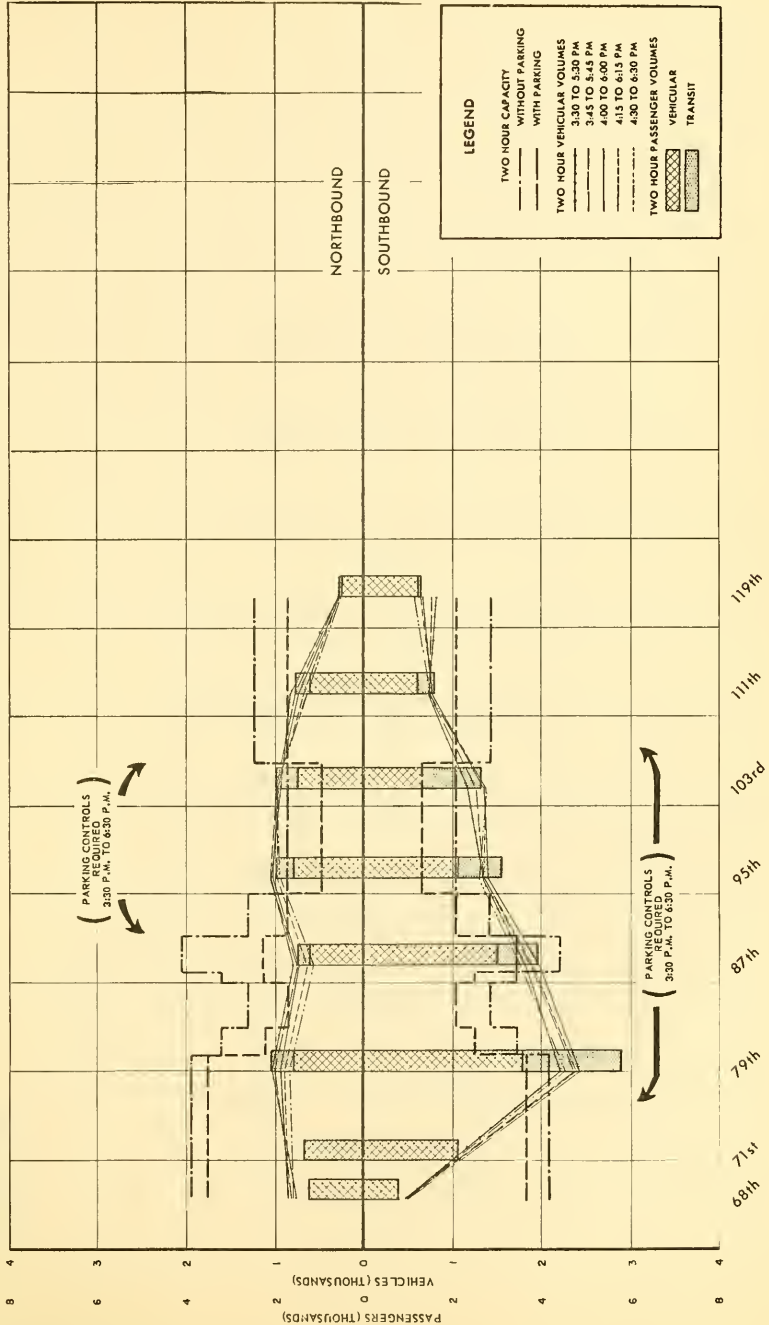 NORTHBOUND
SOUTHBOUND
LEGEND
TWO HOUR CAPACITY
WITHOUT PARKING
WITH PARKING
TWO HOUR VEHICULAR VOLUMES
3:30 TO 5:30 PM
3:45 TO 5:45 PM
4:00 TO 6:00 PM
4:15 TO 6:15 PM
4:30 TO 6:30 PM
TWO HOUR PASSENGER VOLUMES
VEHICULAR
TRANSIT
PARKING CONTROLS
REQUIRED
3:30 P.M. TO 6:30 P.M.
PARKING CONTROLS
REQUIRED
3:30 P.M. TO 6:30 P.M.
68th 71st 79th 87th 95th 103rd 111th 119th
4 3 2 1 0 1 2 3 4
VEHICLES (THOUSANDS)
8 6 4 2 0 2 4 6 8
PASSENGERS (THOUSANDS)